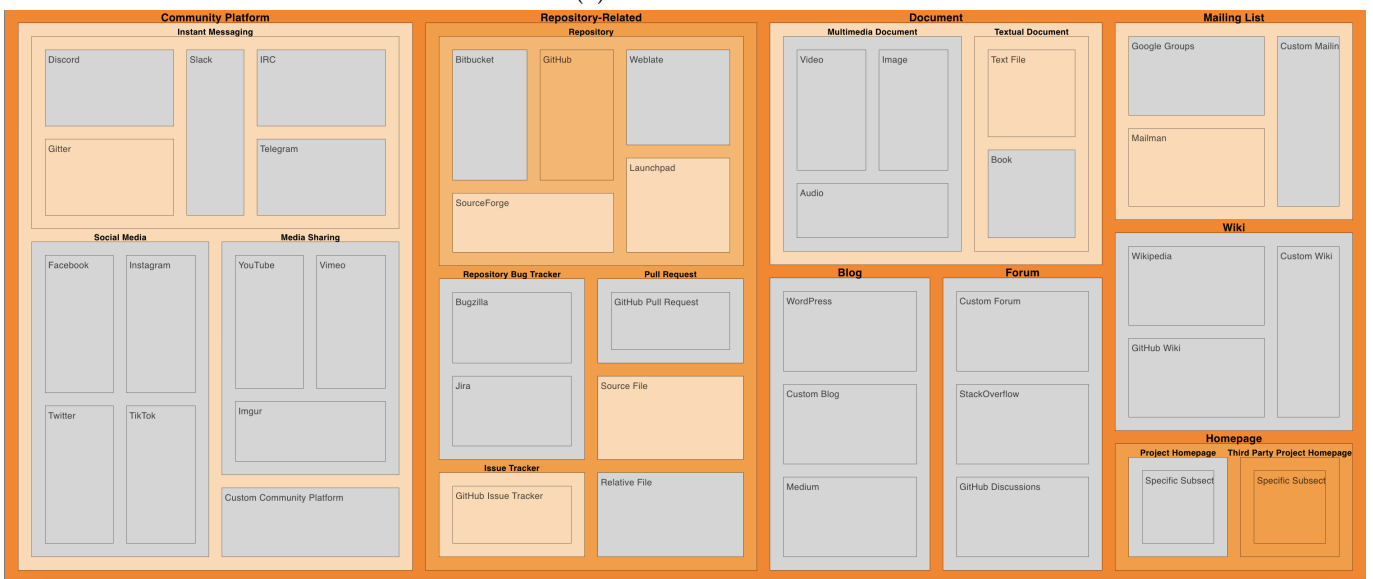 Community Platform
Instant Messaging
Discord
Slack
IRC
Gitter
Telegram
Social Media
Facebook
Instagram
Twitter
TikTok
Media Sharing
YouTube
Vimeo
Imgur
Custom Community Platform
Repository-Related
Repository
Bitbucket
GitHub
Weblate
Launchpad
SourceForge
Repository Bug Tracker
Bugzilla
Jira
Pull Request
GitHub Pull Request
Source File
Issue Tracker
GitHub Issue Tracker
Relative File
Document
Multimedia Document
Video
Image
Audio
Textual Document
Text File
Book
Blog
WordPress
Custom Blog
Medium
Forum
Custom Forum
StackOverflow
GitHub Discussions
Mailing List
Google Groups
Custom Mailin
Mailman
Wiki
Wikipedia
Custom Wiki
GitHub Wiki
Homepage
Project Homepage
Specific Subsect
Third Party Project Homepage
Specific Subsect